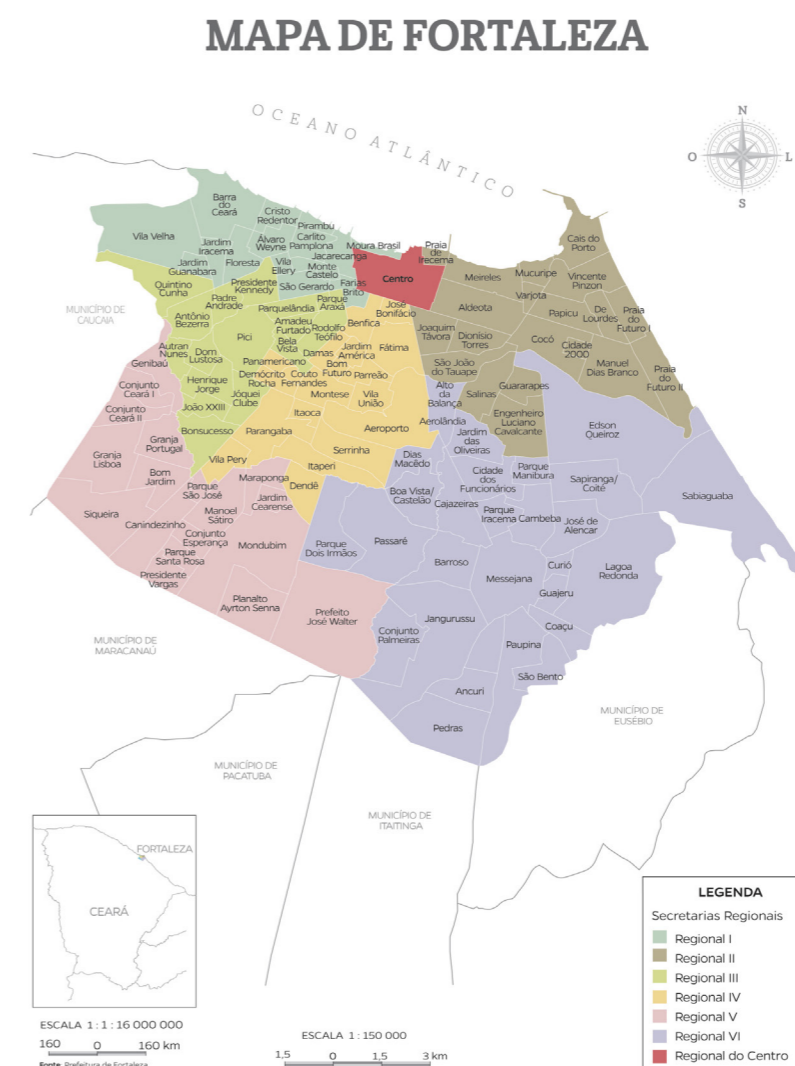 MAPA DE FORTALEZA
OCEANO ATLÂNTICO
N
O
L
S
Barra
do
Ceará
Cristo
Redentor
Pirambú
Vila Velha
Jardim
Iracema
Álvaro
Weyne
Carlito
Pamplona
Moura Brasil
Praia
de
Irecema
Cais do
Porto
Jacarecanga
Jardim
Guanabara
Floresta
Vila
Ellery
Monte
Castelo
Centro
Meireles
Mucuripe
Vincente
Pinzon
Quintino
Cunha
Presidente
Kennedy
São Gerardo
Farias
Brito
Varjota
MUNICÍPIO DE
CAUCAIA
Padre
Andrade
Parquelândia
Parque
Araxá
José
Bonifácio
Aldeota
Papicu
De
Lourdes
Praia
do
Futuro I
Antônio
Bezerra
Amadeu
Furtado
Rodolfo
Teófilo
Benfica
Joaquim
Távora
Dionísio
Torres
Cocó
Cidade
2000
Pici
Bela
Vista
Autran
Nunes
Dom
Lustosa
Panamericano
Damas
Jardim
América
Fátima
Genibaú
Bom
Futuro
Parreão
São João
do Tauape
Manuel
Dias Branco
Praia
do
Futuro II
Demócrito
Rocha
Couto
Fernandes
Henrique
Jorge
Jóquei
Clube
Montese
Vila
União
Alto
da
Balança
Salinas
Guararapes
Conjunto
Ceará I
Conjunto
Ceará II
João XXIII
Itaoca
Aeroporto
Aerolândia
Engenheiro
Luciano
Cavalcante
Edson
Queiroz
Bonsucesso
Parangaba
Jardim
das
Oliveiras
Granja
Portugal
Granja
Lisboa
Vila Pery
Serrinha
Dias
Macêdo
Itaperi
Bom
Jardim
Parque
São José
Maraponga
Dendê
Cidade
dos
Funcionários
Parque
Manibura
Sapiranga/
Coité
Sabiaguaba
Siqueira
Jardim
Cearense
Boa Vista/
Castelão
Cajazeiras
Manoel
Sátiro
Canindezinho
Parque
Iracema
Cambeba
José de
Alencar
Conjunto
Esperança
Mondubim
Parque
Dois Irmãos
Passaré
Parque
Santa Rosa
Barroso
Curió
Lagoa
Redonda
Presidente
Vargas
Messejana
Guajeru
Planalto
Ayrton Senna
Prefeito
José Walter
Jangurussu
Coaçu
Conjunto
Palmeiras
Paupina
MUNICÍPIO DE
MARACANAÚ
São Bento
Ancuri
Pedras
MUNICÍPIO DE
EUSÉBIO
MUNICÍPIO DE
PACATUBA
MUNICÍPIO DE
ITAITINGA
FORTALEZA
CEARÁ
ESCALA 1 : 1 : 16 000 000
160 0 160 km
Fonte: Prefeitura de Fortaleza
ESCALA 1 : 150 000
1,5 0 1,5 3 km
LEGENDA
Secretarias Regionais
Regional I
Regional II
Regional III
Regional IV
Regional V
Regional VI
Regional do Centro